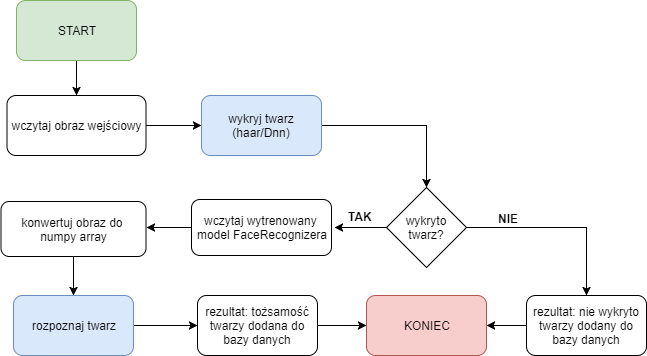 START
wczytaj obraz wejściowy
wykryj twarz
(haar/Dnn)
wykryto
twarz?
TAK
NIE
wczytaj wytrenowany
model FaceRecognizera
konwertuj obraz do
numpy array
rozpoznaj twarz
rezultat: tożsamość
twarzy dodana do
bazy danych
KONIEC
rezultat: nie wykryto
twarzy dodany do
bazy danych